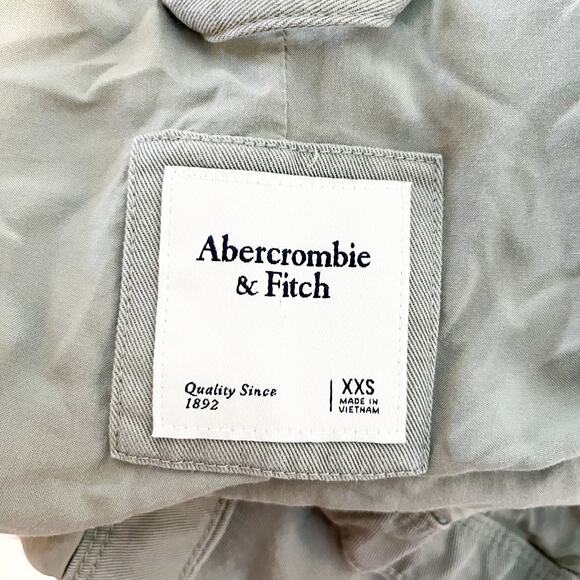 Abercrombie
& Fitch
Quality Since
1892
XXS
MADE IN
VIETNAM